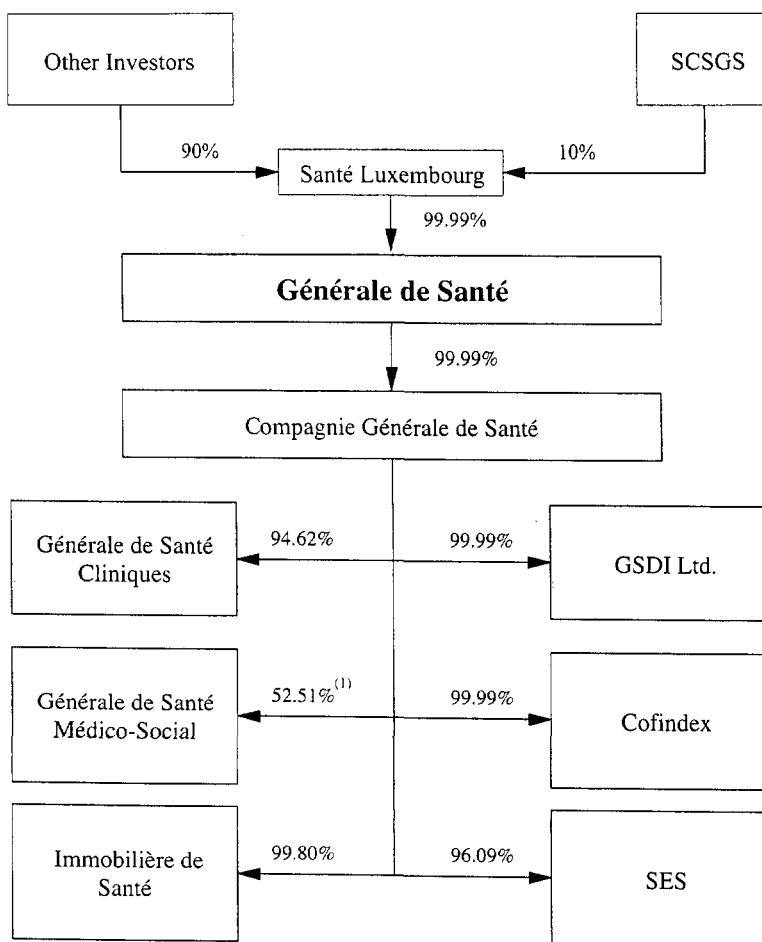 Other Investors
SCSGS
90%
10%
Santé Luxembourg
99.99%
Générale de Santé
99.99%
Compagnie Générale de Santé
Générale de Santé
Cliniques
94.62%
99.99%
GSDI Ltd.
Générale de Santé
Médico-Social
52.51%(1)
99.99%
Cofindex
Immobilière de
Santé
99.80%
96.09%
SES